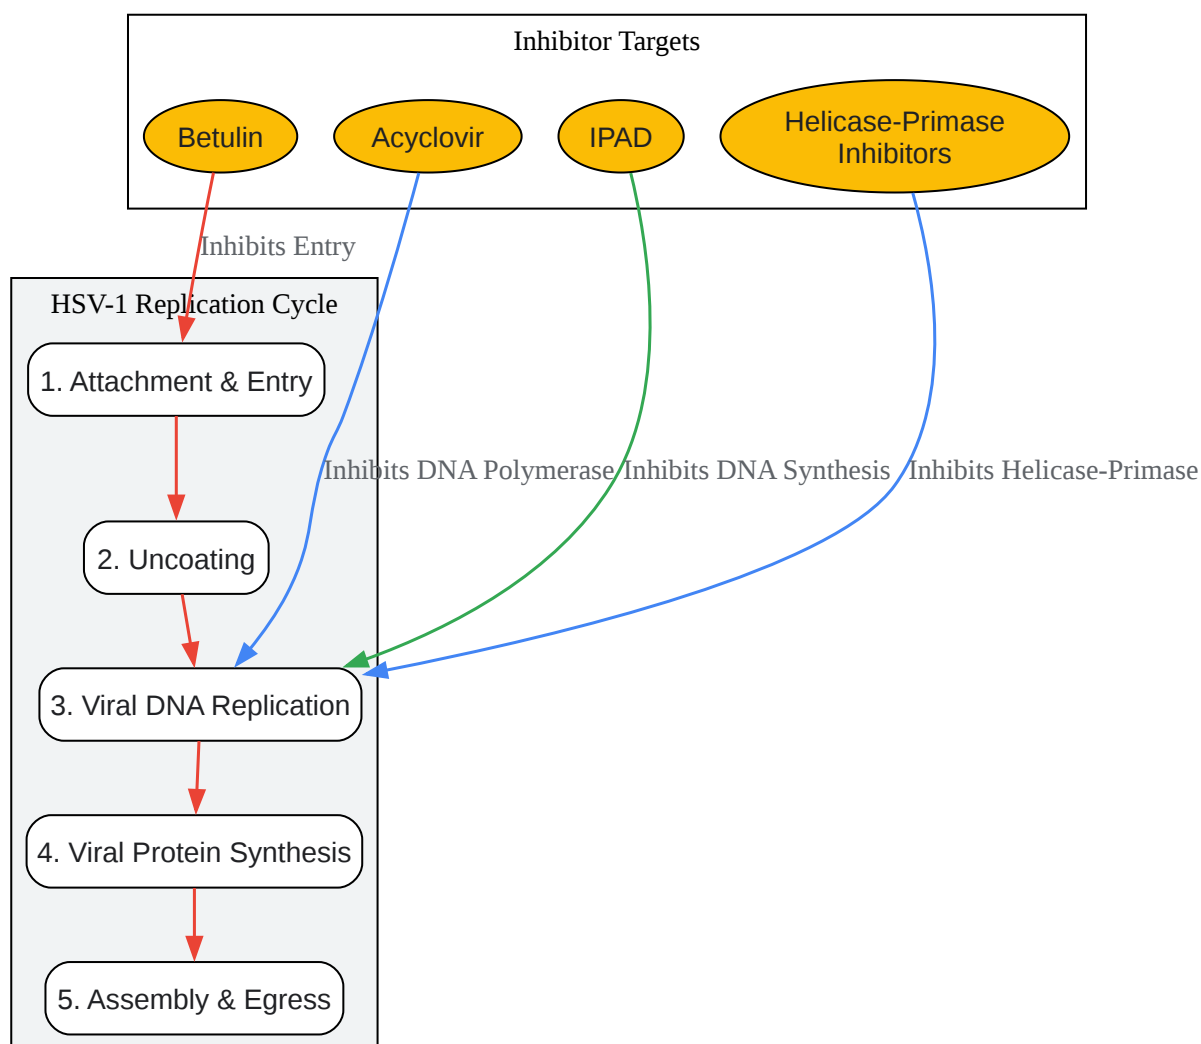 Inhibitor Targets
Betulin
Acyclovir
IPAD
Helicase-Primase
Inhibitors
Inhibits Entry
HSV-1 Replication Cycle
1. Attachment & Entry
Inhibits DNA Polymerase
Inhibits DNA Synthesis
Inhibits Helicase-Primase
2. Uncoating
3. Viral DNA Replication
4. Viral Protein Synthesis
5. Assembly & Egress